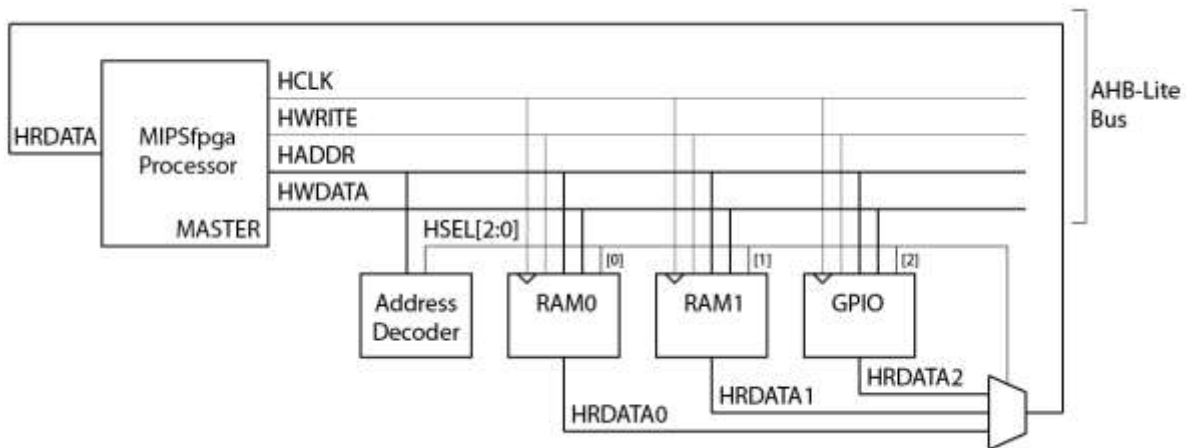 HCLK
AHB-Lite
Bus
HWRITE
HRDATA
MIPSfpga
Processor
HADDR
HWDATA
MASTER
HSEL[2:0]
[0]
[1]
[2]
Address
Decoder
RAM0
RAM1
GPIO
HRDATA2
HRDATA1
HRDATA0